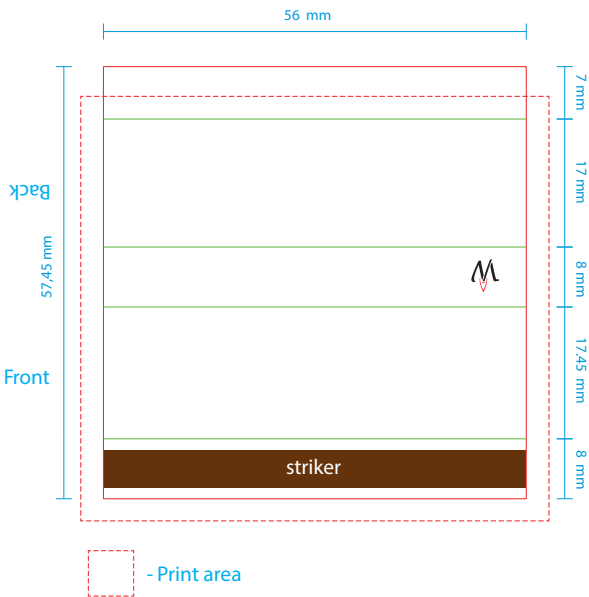 56 mm
7 mm
Back
17 mm
57,45 mm
8 mm
M
Front
17.45 mm
striker
8 mm
- Print area